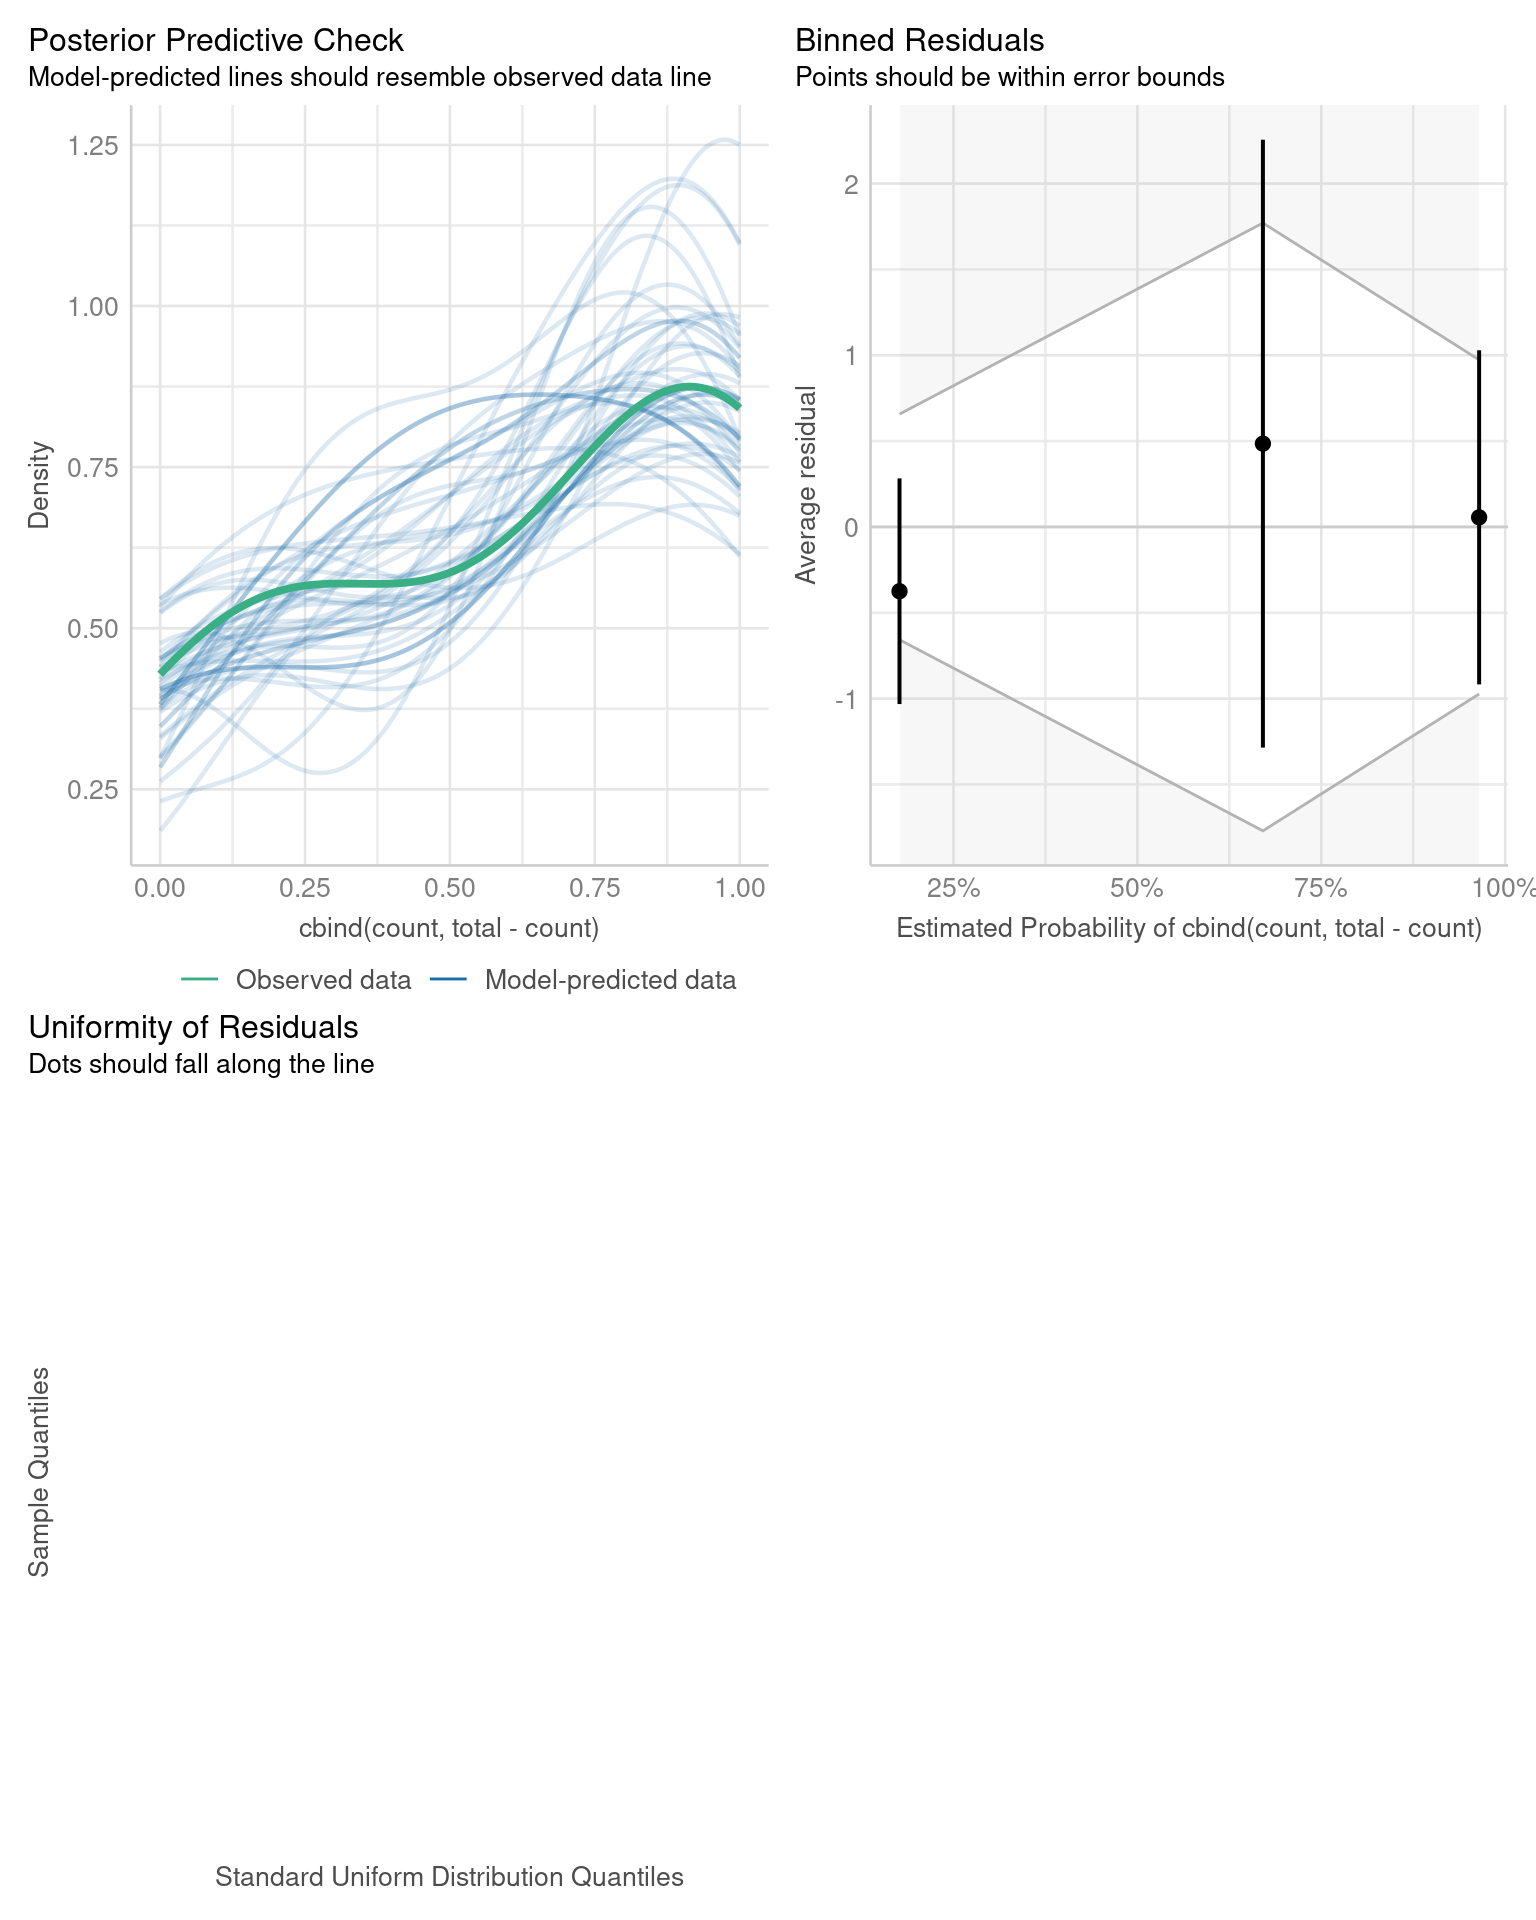 Posterior Predictive Check
Model-predicted lines should resemble observed data line
Density
1.25
1.00
0.75
0.50
0.25
0.00 0.25 0.50 0.75 1.00
cbind(count, total - count)
Observed data Model-predicted data
Binned Residuals
Points should be within error bounds
Average residual
2
1
0
-1
25% 50% 75% 100%
Estimated Probability of cbind(count, total - count)
Uniformity of Residuals
Dots should fall along the line
Sample Quantiles
Standard Uniform Distribution Quantiles